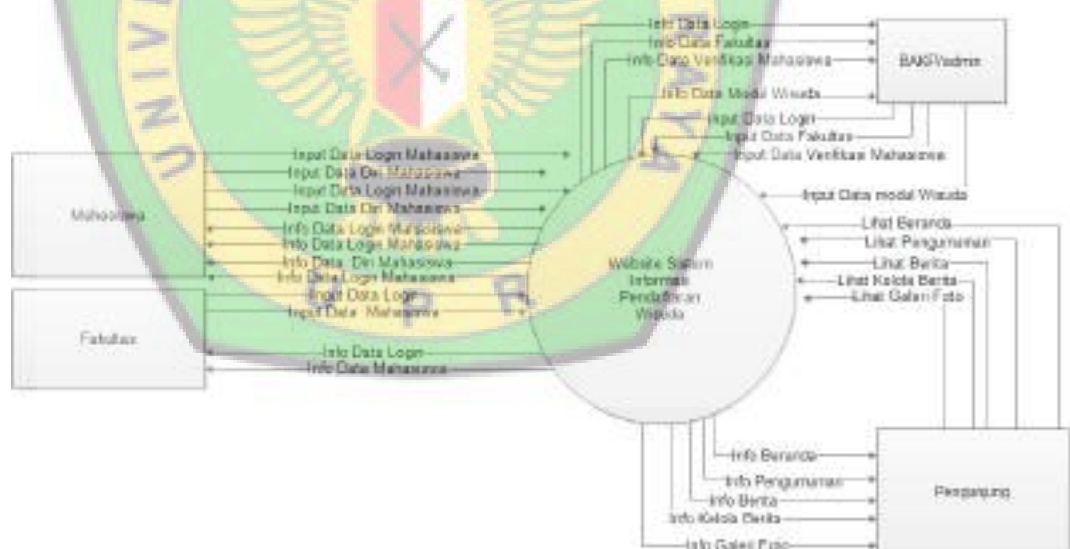 Info Data Login
Info Data Fakultas
Info Data Verifikasi Mahasiswa
Info Data Modul Wisuda
Input Data Login
Input Data Fakultas
Input Data Verifikasi Mahasiswa
Input Data modul Wisuda
Mahasiswa
Input Data Login Mahasiswa
Input Data Diri Mahasiswa
Input Data Login Mahasiswa
Input Data Diri Mahasiswa
Info Data Login Mahasiswa
Info Data Login Mahasiswa
Info Data Diri Mahasiswa
Info Data Login Mahasiswa
Fakultas
Input Data Login
Input Data Mahasiswa
Info Data Login
Info Data Mahasiswa
Website Sistem
Informasi
Pendaftaran
Wisuda
Lihat Beranda
Lihat Pengumuman
Lihat Berita
Lihat Kelola Berita
Lihat Galeri Foto
Pengunjung
Info Beranda
Info Pengumuman
Info Berita
Info Kelola Berita
Info Galeri Foto
UNIV
RAYA
P R